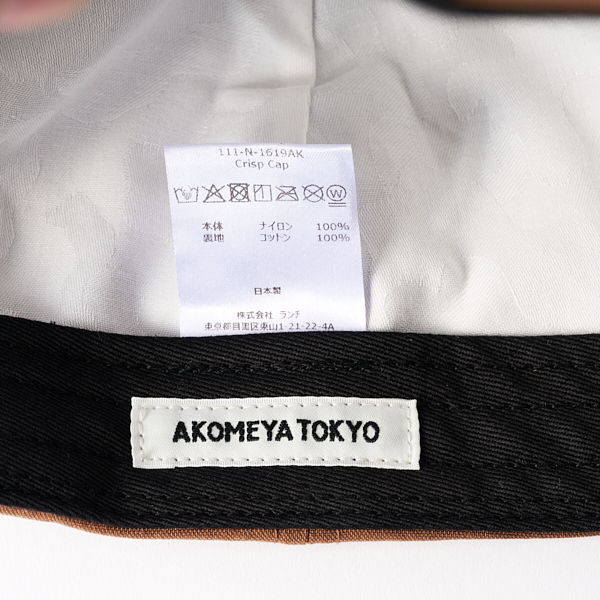 111-N-1619AK
Crisp Cap
本体 ナイロン 100%
裏地 コットン 100%
日本製
株式会社 ランチ
東京都目黒区東山1-21-22-4A
AKOMEYA TOKYO